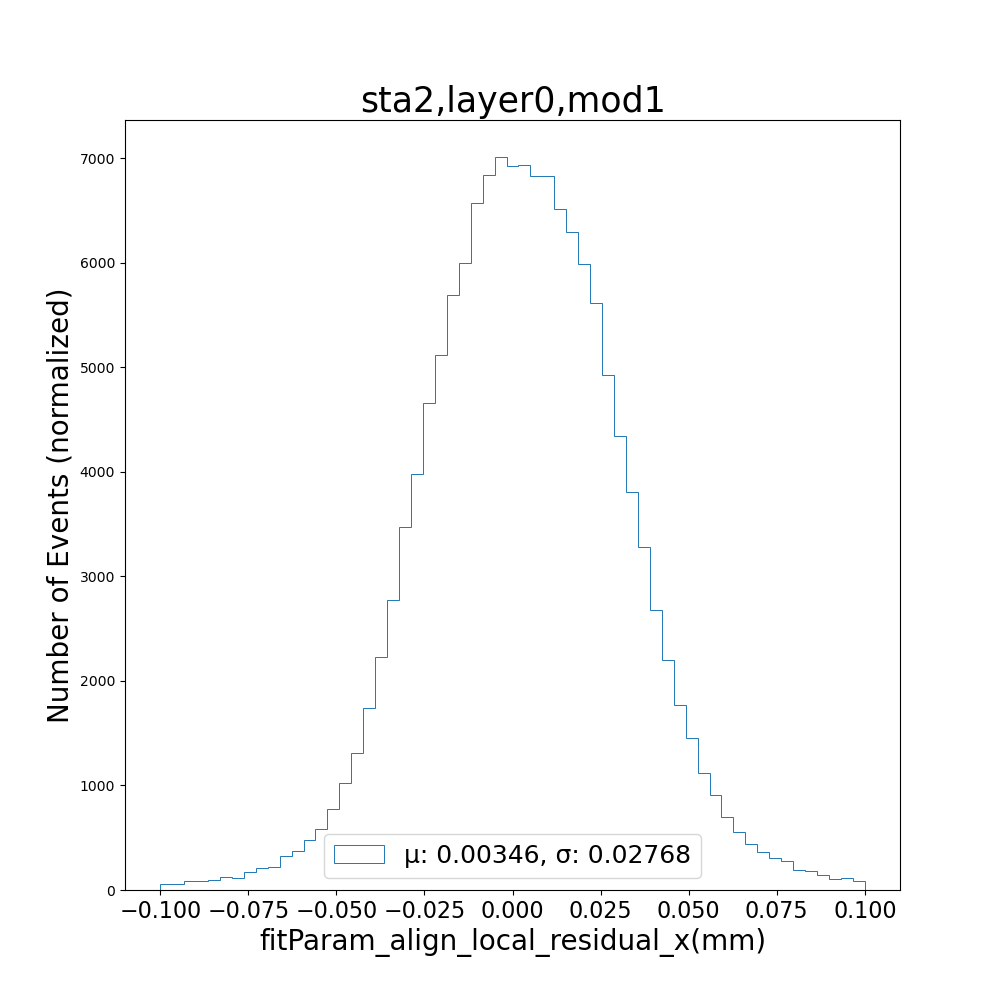 sta2,layer0,mod1
Number of Events (normalized)
7000
6000
5000
4000
3000
2000
1000
0
μ: 0.00346, σ: 0.02768
−0.100 −0.075 −0.050 −0.025 0.000 0.025 0.050 0.075 0.100
fitParam_align_local_residual_x(mm)